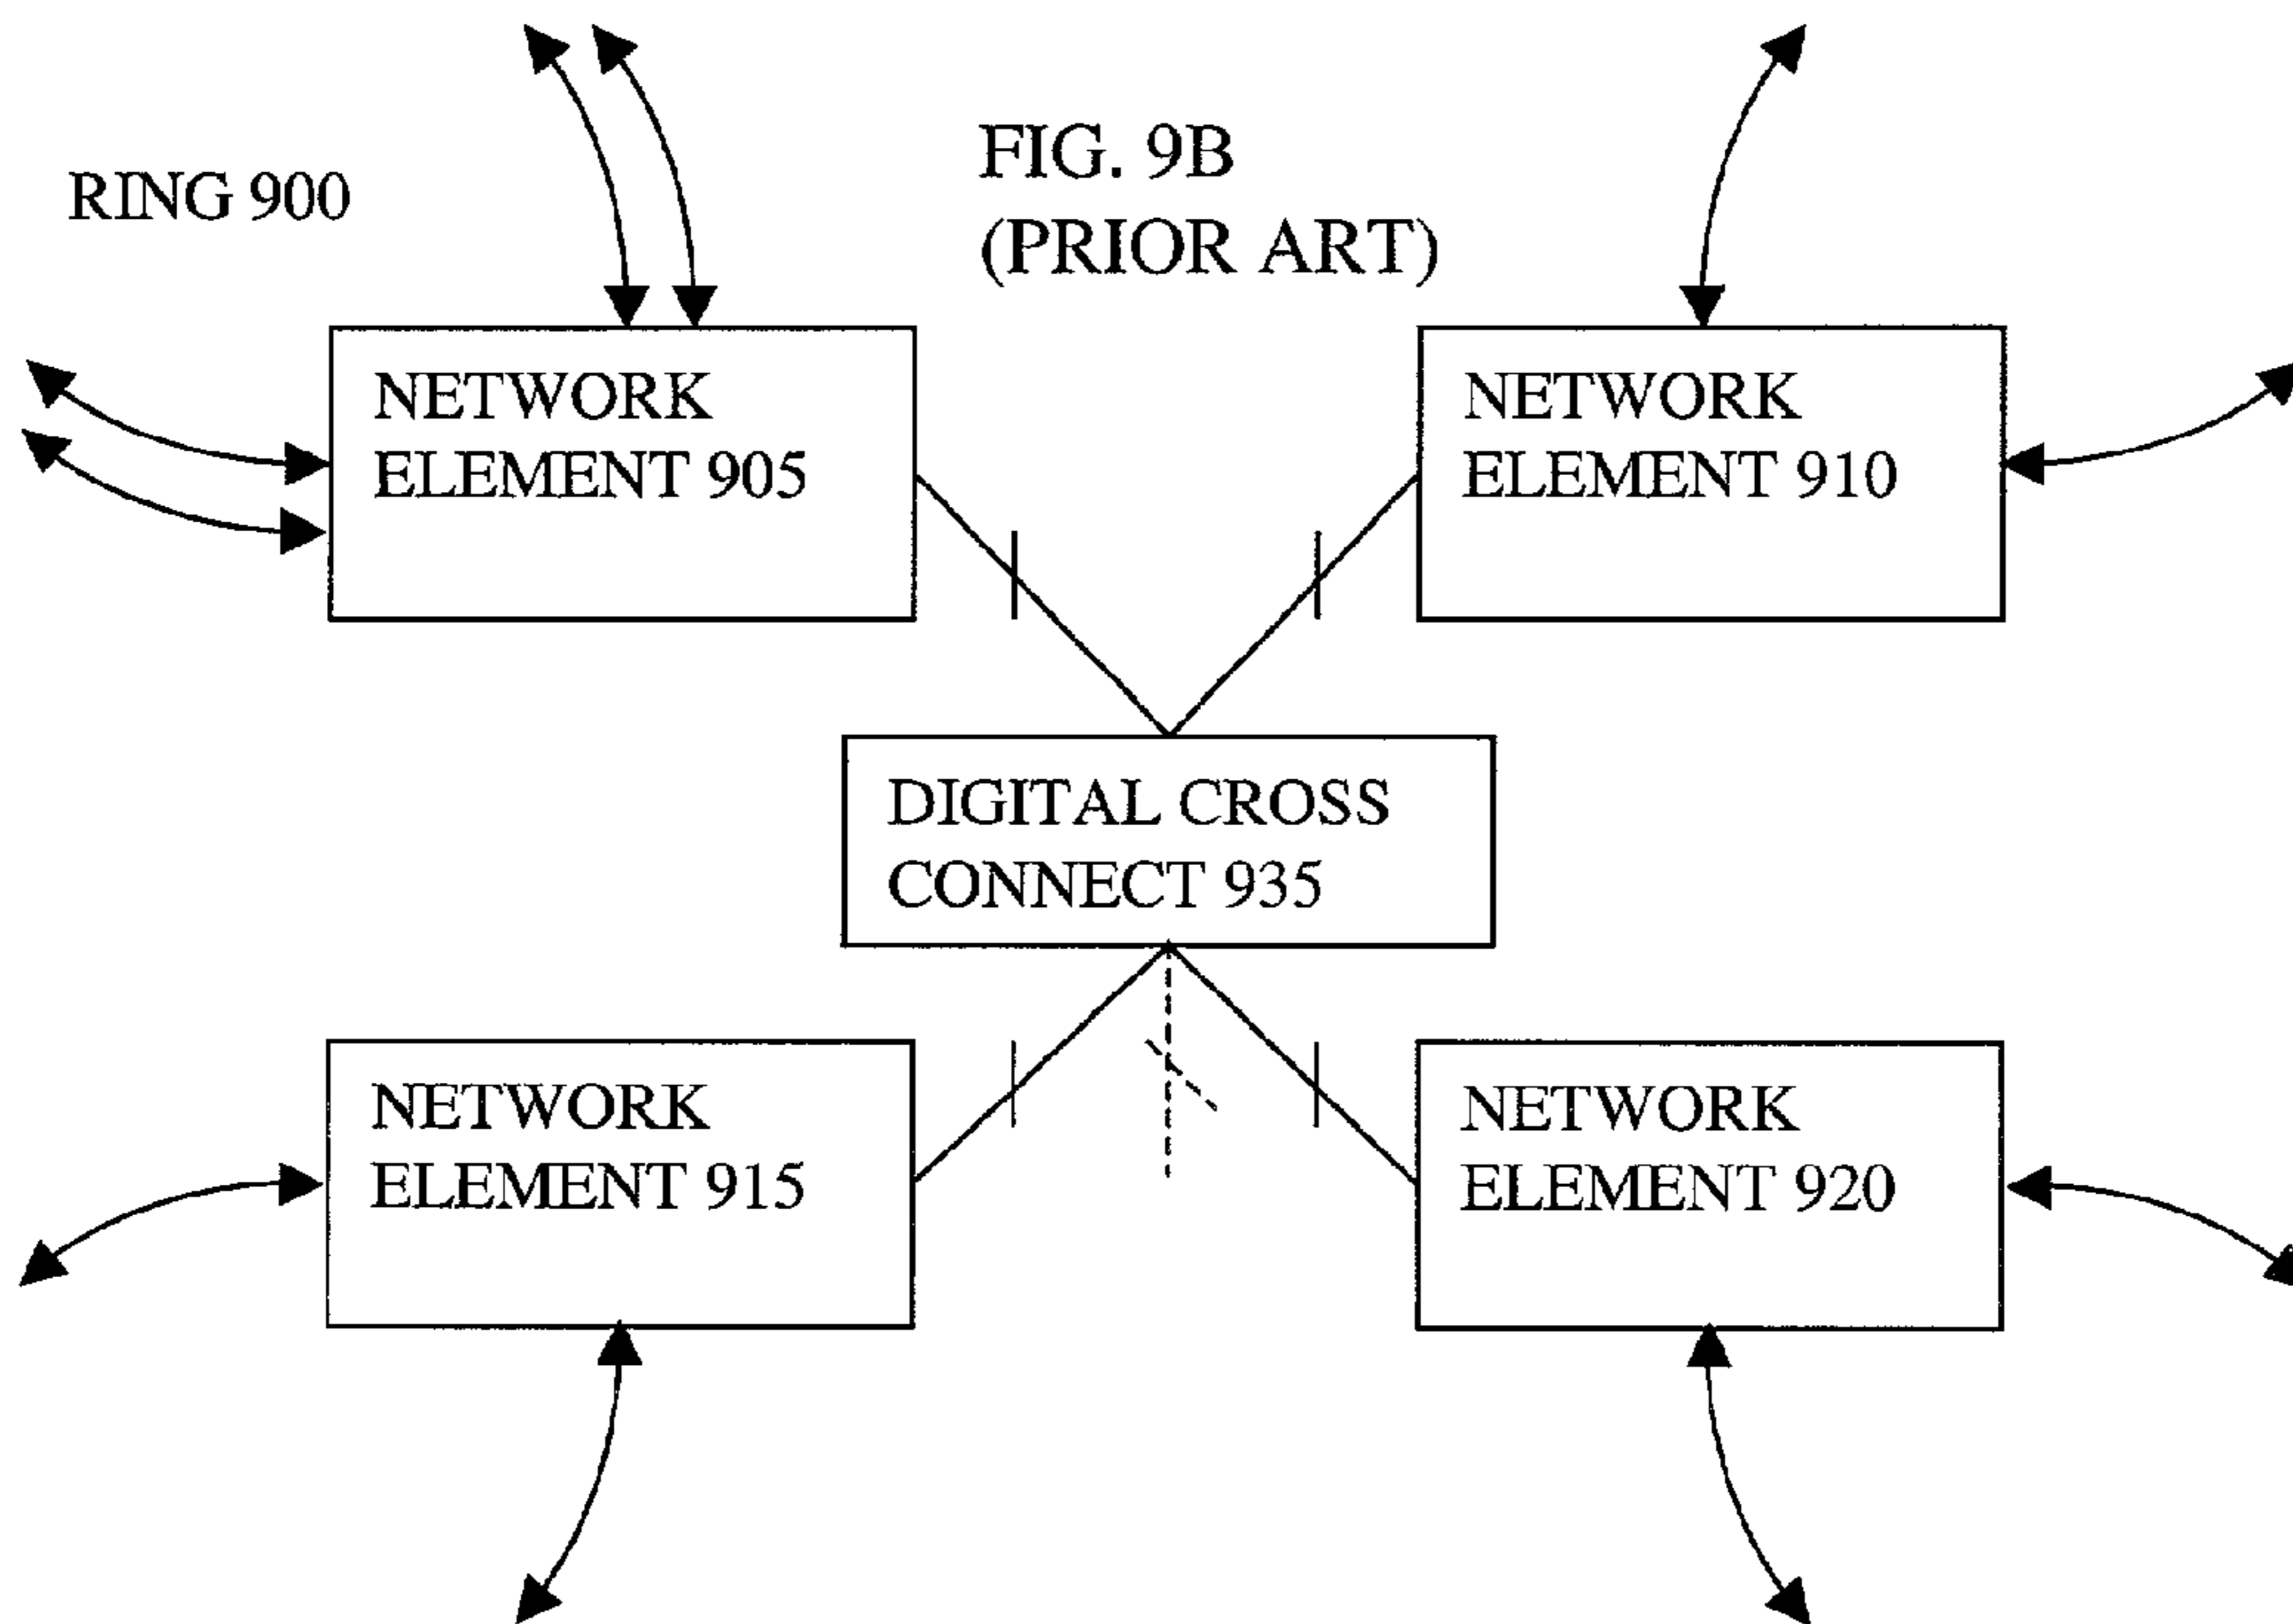 FIG. 9B
(PRIOR ART)
RING 900
NETWORK
ELEMENT 905
NETWORK
ELEMENT 910
DIGITAL CROSS
CONNECT 935
NETWORK
ELEMENT 915
NETWORK
ELEMENT 920